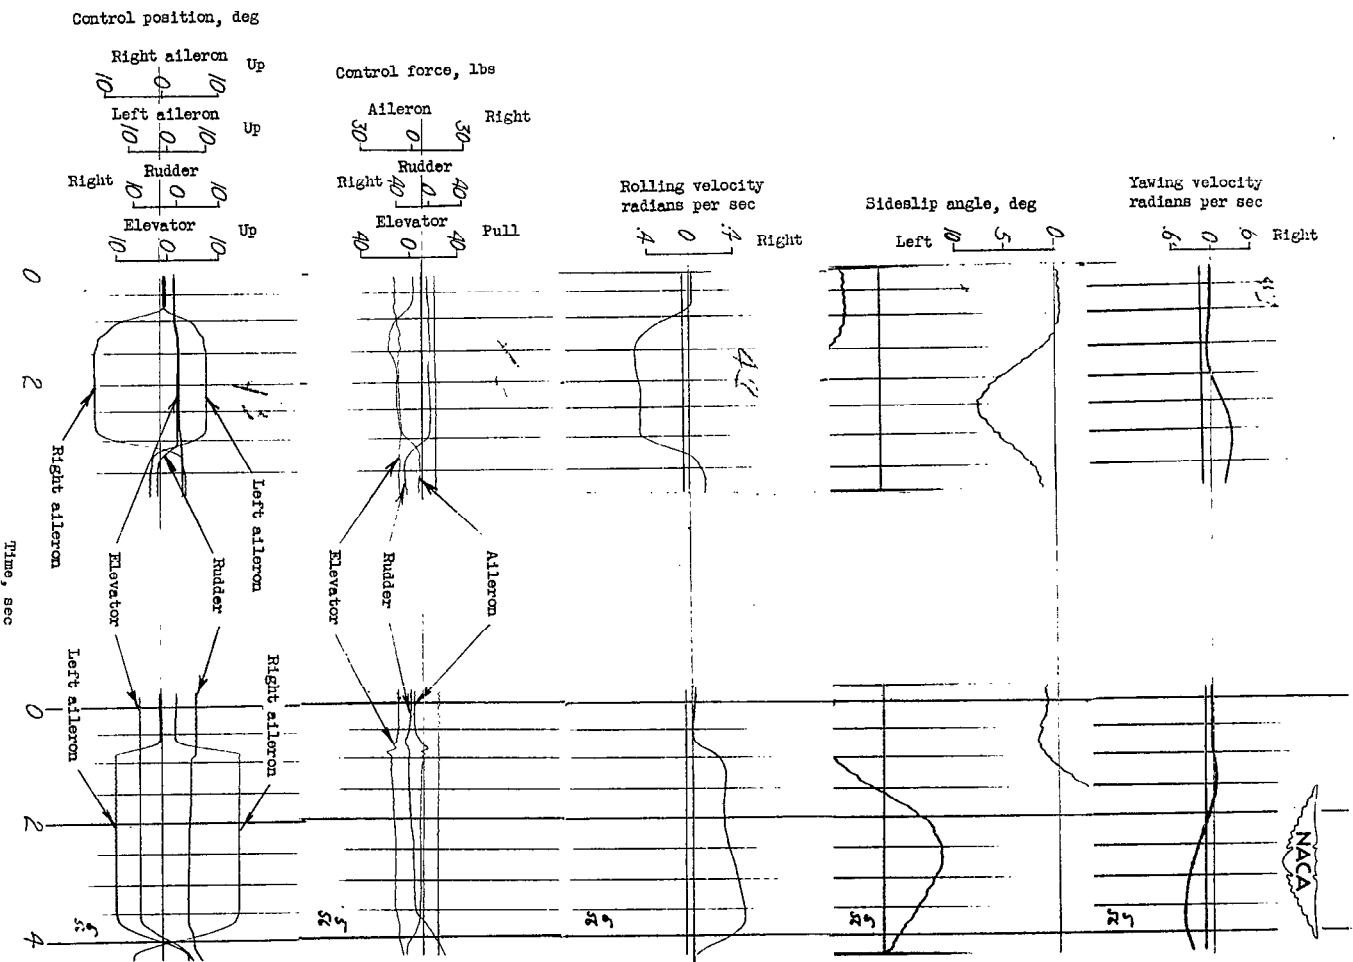 Control position, deg
Right aileron
Up
10 0 10
Left aileron
Up
10 0 10
Rudder
Right
10 0 10
Elevator
Up
10 0 10
Control force, lbs
Aileron
Right
30 0 30
Rudder
Right
40 0 40
Elevator
Pull
40 0 40
Rolling velocity
radians per sec
Right
.4 0 .4
Sideslip angle, deg
Left
10 5 0
Yawing velocity
radians per sec
Right
.6 0 .6
0
2
Right aileron
Left aileron
Elevator
Rudder
Elevator
Rudder
Aileron
Time, sec
Left aileron
Right aileron
0
2
4
NACA